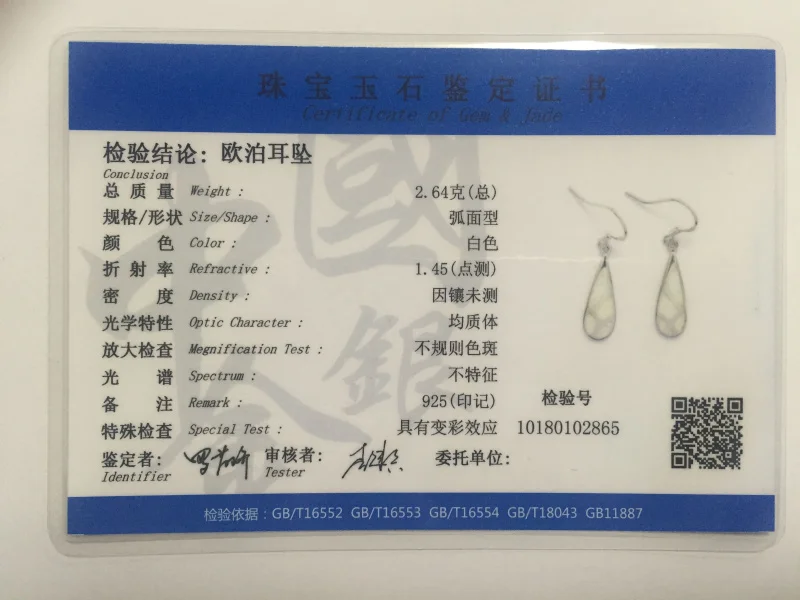 珠宝玉石鉴定证书
Certificate of Gem & Jade
检验结论: 欧泊耳坠
Conclusion
总质量 Weight : 2.64克(总)
规格/形状 Size/Shape : 弧面型
颜色 Color : 白色
折射率 Refractive : 1.45(点测)
密度 Density : 因镶未测
光学特性 Optic Character : 均质体
放大检查 Megnification Test : 不规则色斑
光谱 Spectrum : 不特征
备注 Remark : 925(印记)
特殊检查 Special Test : 具有变彩效应
检验号
10180102865
鉴定者: 审核者: 委托单位:
Identifier Tester
检验依据：GB/T16552 GB/T16553 GB/T16554 GB/T18043 GB11887
中國金銀